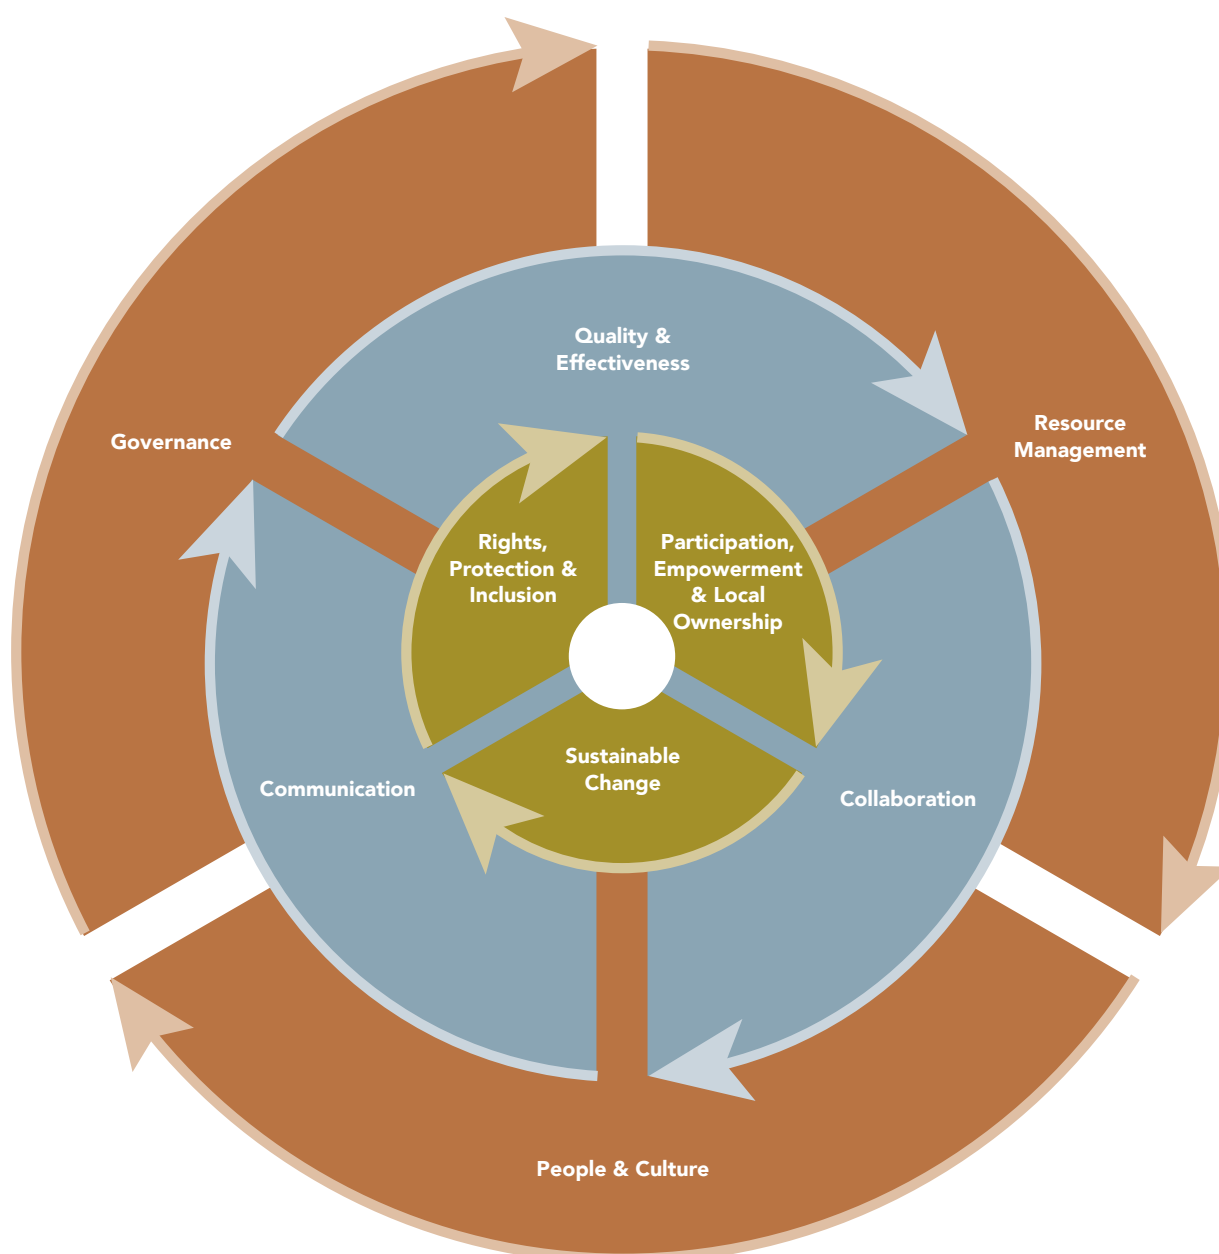 Quality &
Effectiveness
Governance
Resource
Management
Rights,
Protection &
Inclusion
Participation,
Empowerment
& Local
Ownership
Sustainable
Change
Communication
Collaboration
People & Culture